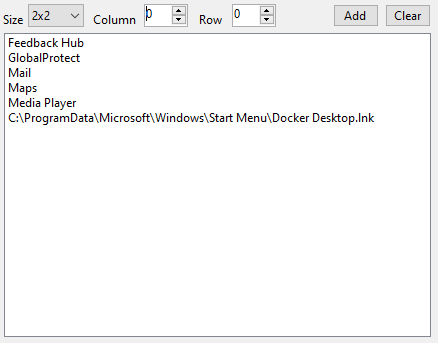 Size 2x2 Column 0 Row 0 Add Clear
Feedback Hub
GlobalProtect
Mail
Maps
Media Player
C:\ProgramData\Microsoft\Windows\Start Menu\Docker Desktop.lnk